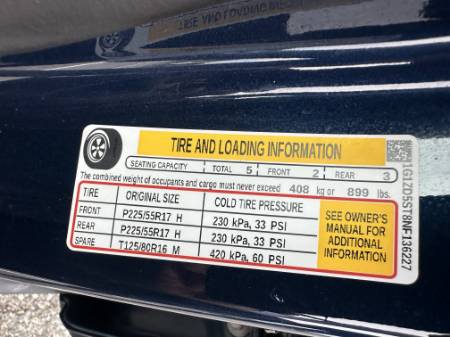 TIRE AND LOADING INFORMATION
SEATING CAPACITY TOTAL 5 FRONT 2 REAR 3
The combined weight of occupants and cargo must never exceed 408 kg or 899 lbs.
TIRE ORIGINAL SIZE COLD TIRE PRESSURE
FRONT P225/55R17 H 230 kPa, 33 PSI
REAR P225/55R17 H 230 kPa, 33 PSI
SPARE T125/80R16 M 420 kPa, 60 PSI
SEE OWNER'S
MANUAL FOR
ADDITIONAL
INFORMATION
1G1ZD5ST8NF136227